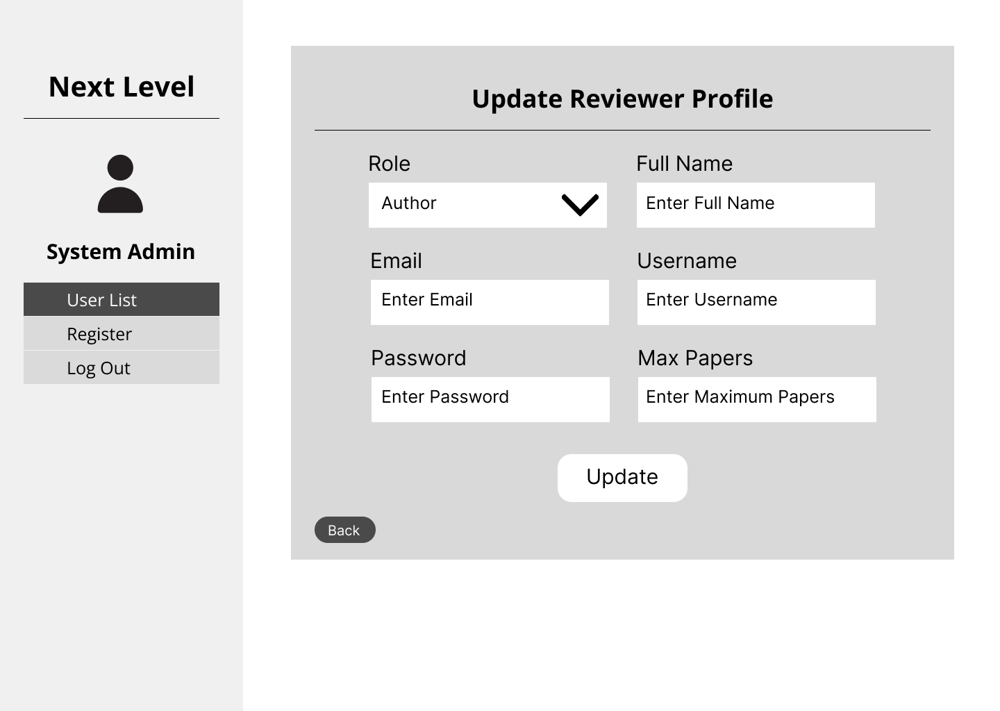 Next Level
System Admin
User List
Register
Log Out
Update Reviewer Profile
Role
Full Name
Author
Enter Full Name
Email
Username
Enter Email
Enter Username
Password
Max Papers
Enter Password
Enter Maximum Papers
Update
Back